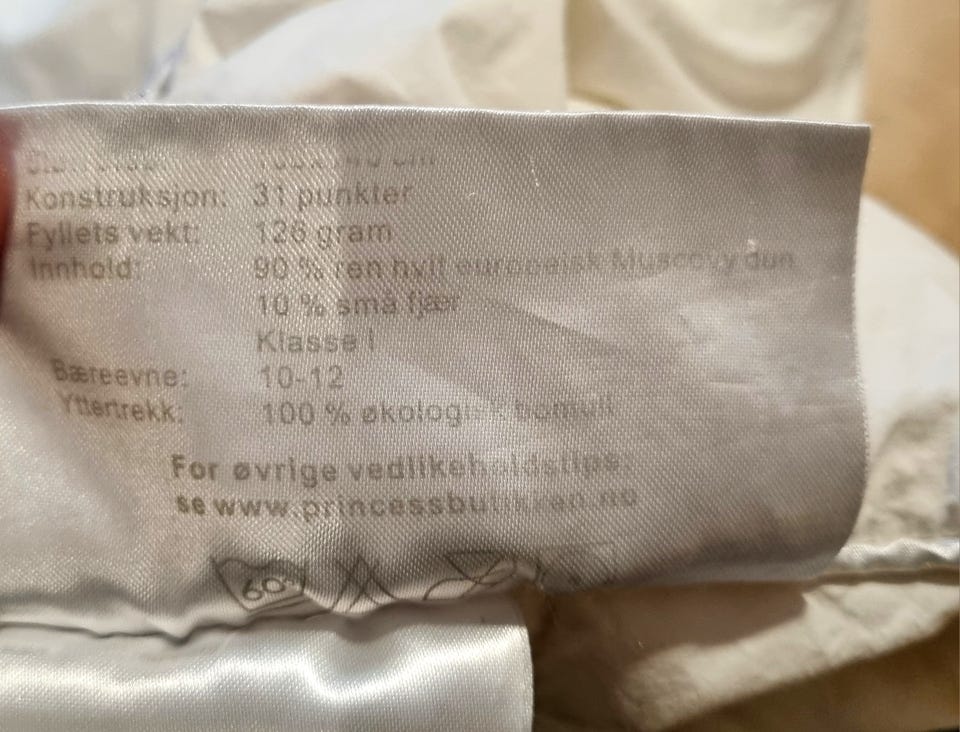 Konstruksjon: 31 punkter
Fyllets vekt: 126 gram
Innhold: 90 % ren hvit europeisk Muscovy dun
10 % små fjær
Klasse I
Bæreevne: 10-12
Yttertrekk: 100 % økologisk bomull
For øvrige vedlikeholdstips:
se www.princessbutikken.no
60°